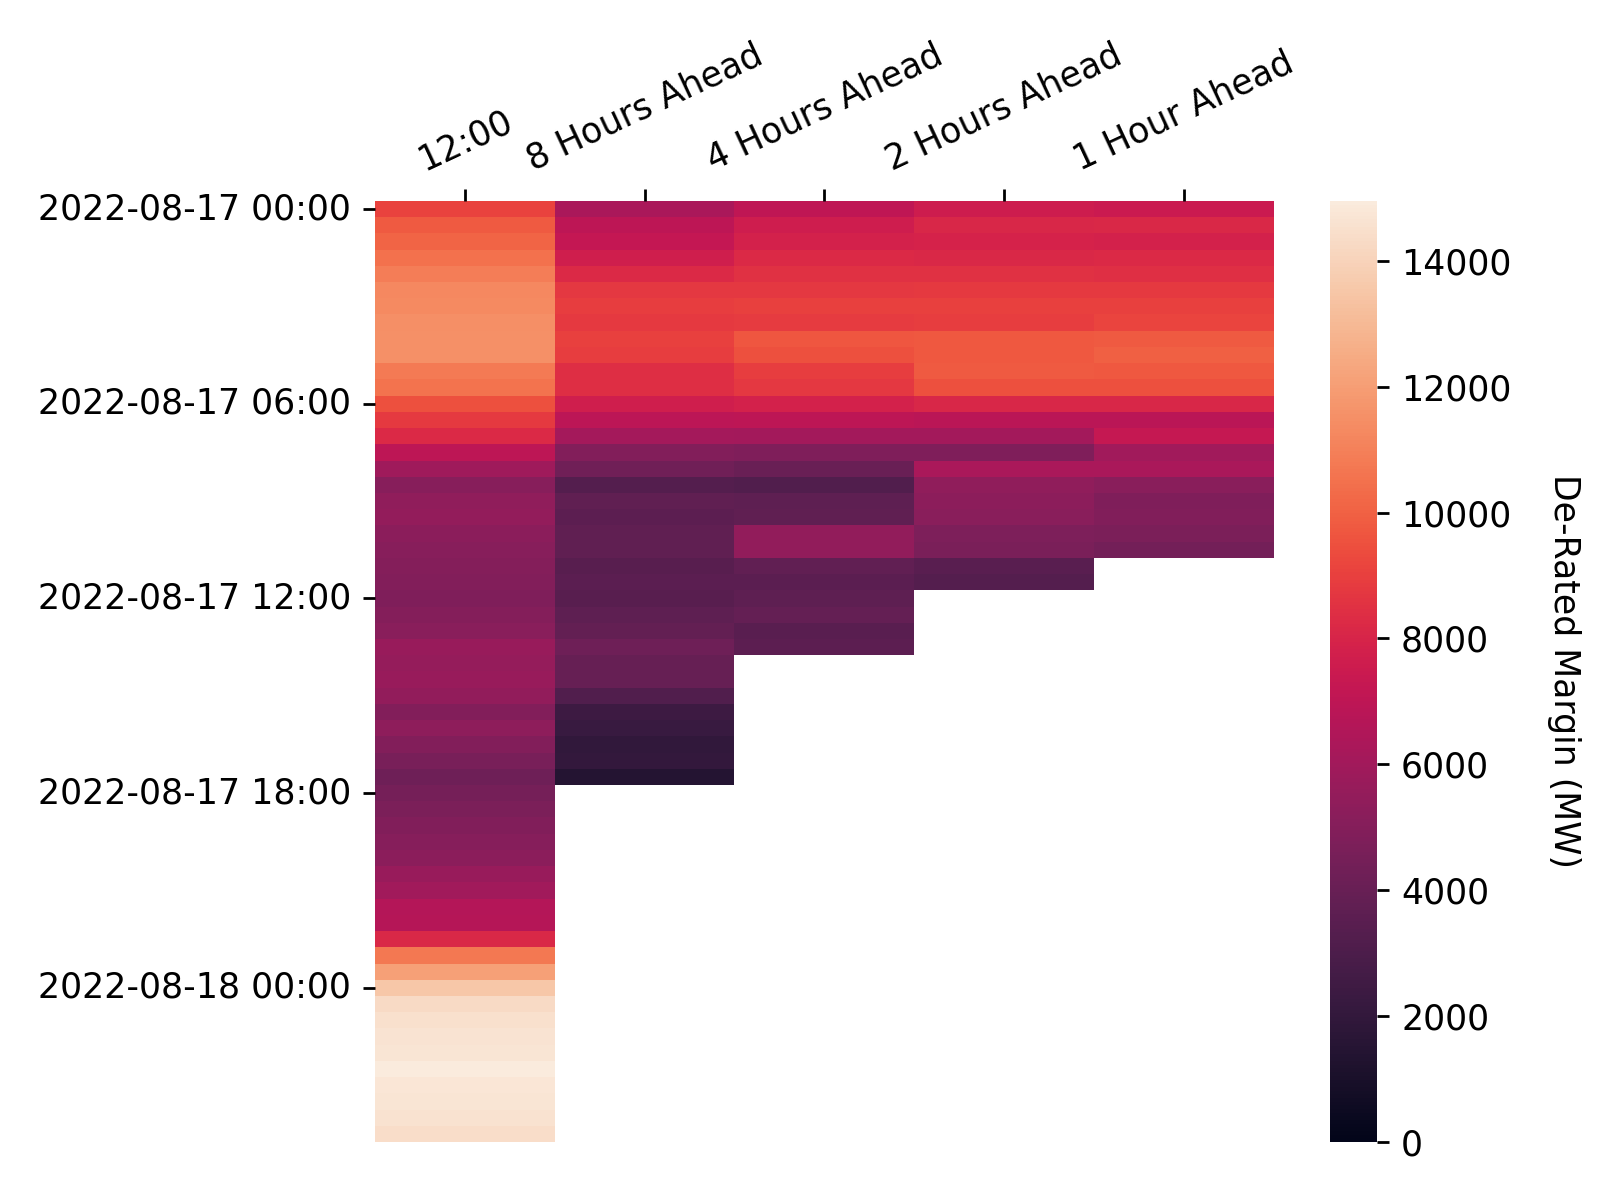 12:00
8 Hours Ahead
4 Hours Ahead
2 Hours Ahead
1 Hour Ahead
2022-08-17 00:00
2022-08-17 06:00
2022-08-17 12:00
2022-08-17 18:00
2022-08-18 00:00
14000
12000
10000
8000
6000
4000
2000
0
De-Rated Margin (MW)